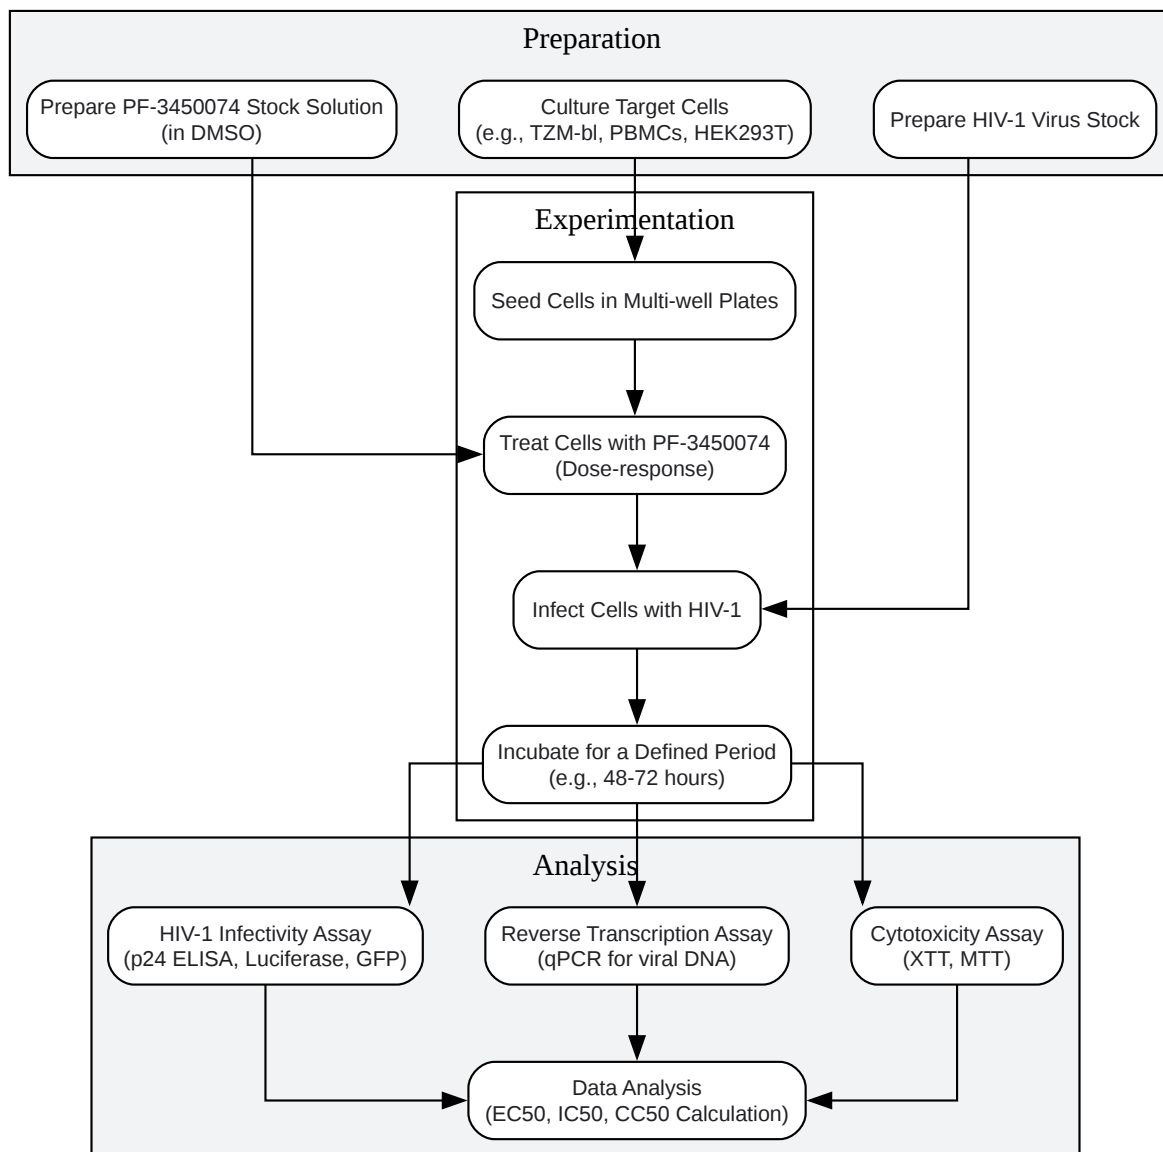 Preparation
Prepare PF-3450074 Stock Solution
(in DMSO)
Culture Target Cells
(e.g., TZM-bl, PBMCs, HEK293T)
Prepare HIV-1 Virus Stock
Experimentation
Seed Cells in Multi-well Plates
Treat Cells with PF-3450074
(Dose-response)
Infect Cells with HIV-1
Incubate for a Defined Period
(e.g., 48-72 hours)
Analysis
HIV-1 Infectivity Assay
(p24 ELISA, Luciferase, GFP)
Reverse Transcription Assay
(qPCR for viral DNA)
Cytotoxicity Assay
(XTT, MTT)
Data Analysis
(EC50, IC50, CC50 Calculation)